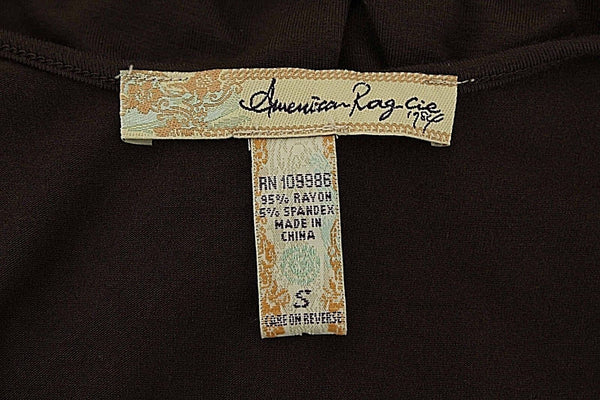 American Rag Cie
1984
RN 109986
95% RAYON
5% SPANDEX
MADE IN
CHINA
S
CARE ON REVERSE